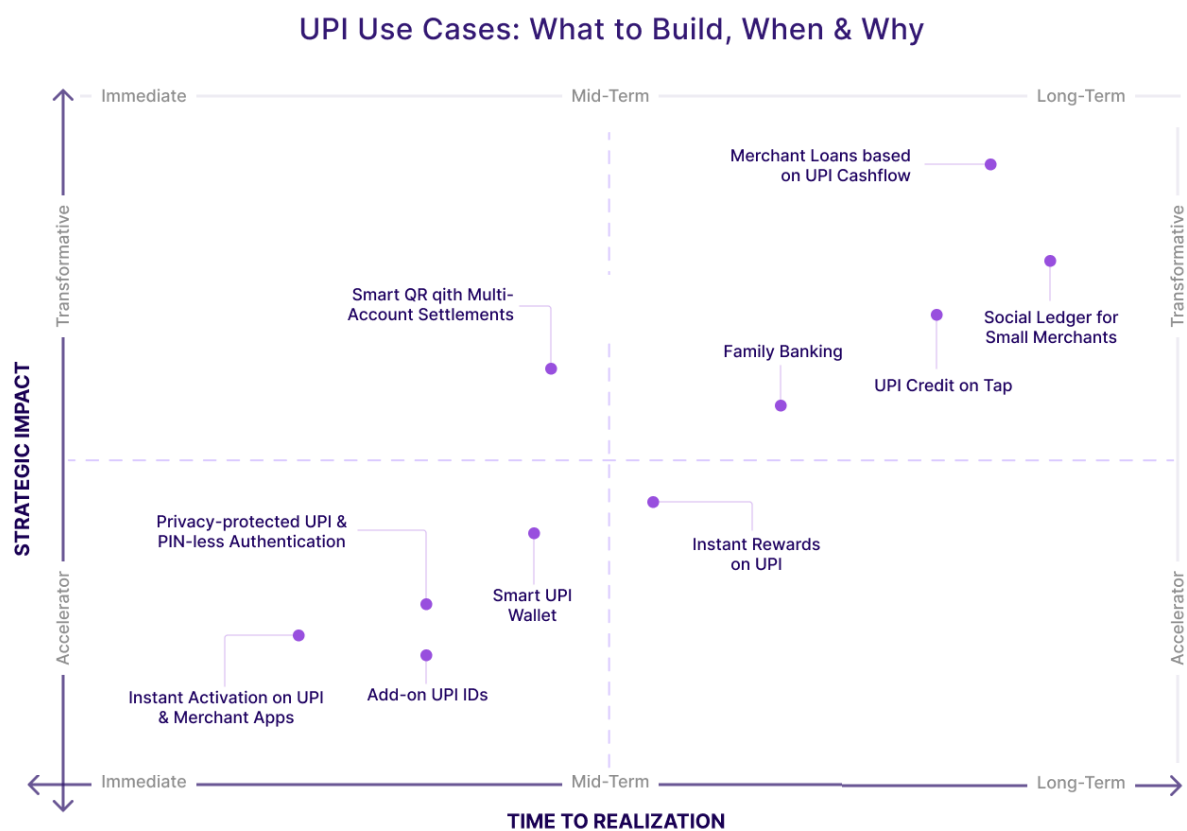 UPI Use Cases: What to Build, When & Why
Immediate
Mid-Term
Long-Term
Merchant Loans based
on UPI Cashflow
Transformative
Transformative
Smart QR qith Multi-
Account Settlements
Social Ledger for
Small Merchants
Family Banking
UPI Credit on Tap
STRATEGIC IMPACT
Privacy-protected UPI &
PIN-less Authentication
Instant Rewards
on UPI
Smart UPI
Wallet
Accelerator
Accelerator
Instant Activation on UPI
& Merchant Apps
Add-on UPI IDs
Immediate
Mid-Term
Long-Term
TIME TO REALIZATION